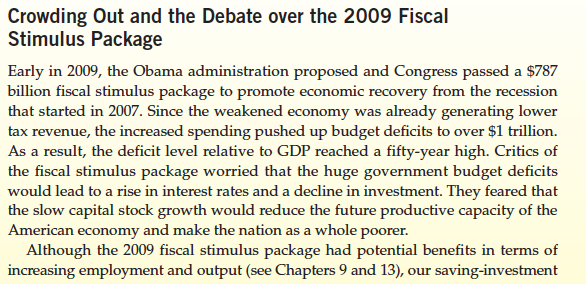 Crowding Out and the Debate over the 2009 Fiscal
Stimulus Package
Early in 2009, the Obama administration proposed and Congress passed a $787
billion fiscal stimulus package to promote economic recovery from the recession
that started in 2007. Since the weakened economy was already generating lower
tax revenue, the increased spending pushed up budget deficits to over $1 trillion.
As a result, the deficit level relative to GDP reached a fifty-year high. Critics of
the fiscal stimulus package worried that the huge government budget deficits
would lead to a rise in interest rates and a decline in investment. They feared that
the slow capital stock growth would reduce the future productive capacity of the
American economy and make the nation as a whole poorer.
Although the 2009 fiscal stimulus package had potential benefits in terms of
increasing employment and output (see Chapters 9 and 13), our saving-investment